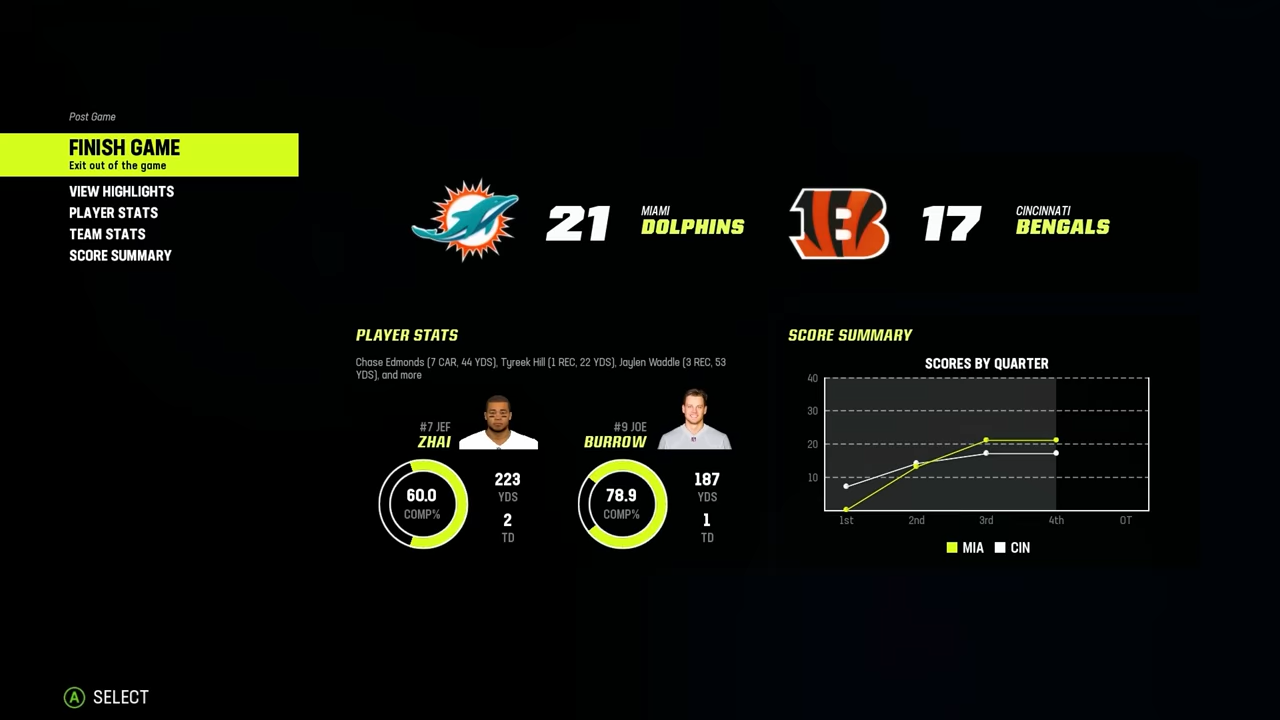 Post Game
FINISH GAME
Exit out of the game
VIEW HIGHLIGHTS
PLAYER STATS
TEAM STATS
SCORE SUMMARY
21
MIAMI
DOLPHINS
B
17
CINCINNATI
BENGALS
PLAYER STATS
Chase Edmonds (7 CAR, 44 YDS), Tyreek Hill (1 REC, 22 YDS), Jaylen Waddle (3 REC, 53
YDS), and more
#7 JEF
ZHAI
60.0
COMP%
223
YDS
2
TD
#9 JOE
BURROW
78.9
COMP%
187
YDS
1
TD
SCORE SUMMARY
SCORES BY QUARTER
40
30
20
10
1st 2nd 3rd 4th OT
MIA CIN
A SELECT